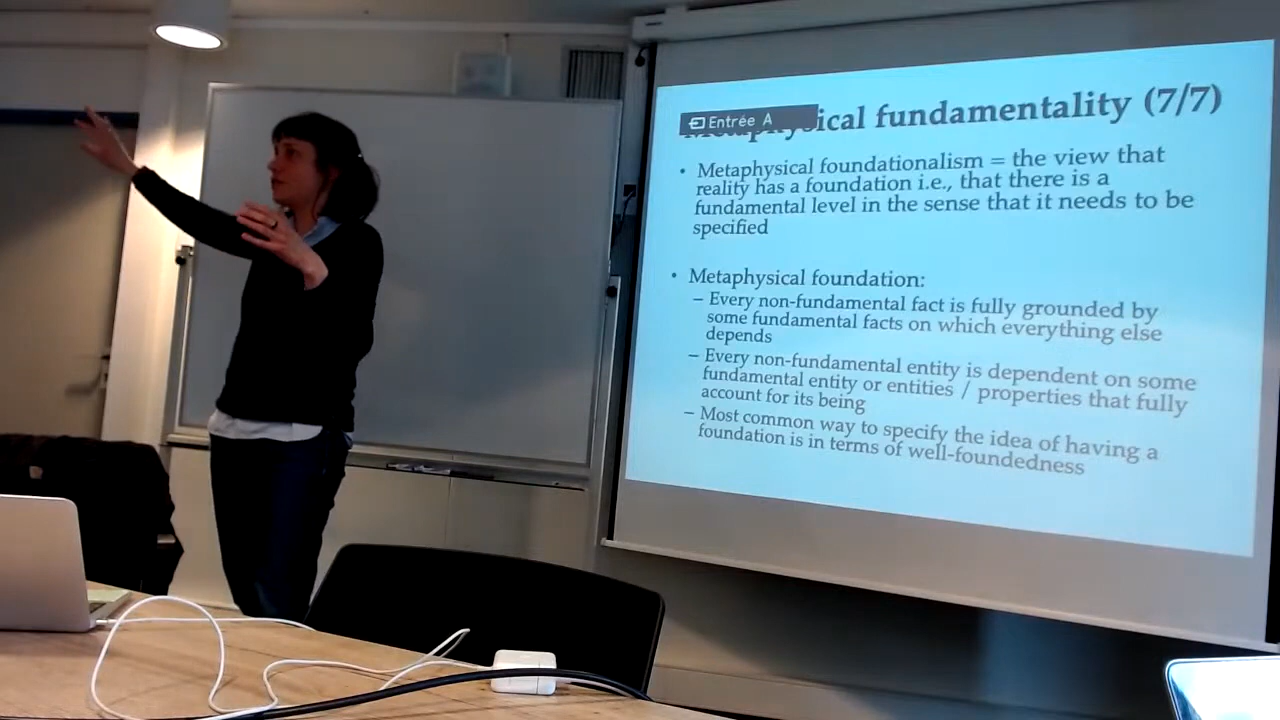 Entrée A
fundamentality (7/7)
• Metaphysical foundationalism = the view that
reality has a foundation i.e., that there is a
fundamental level in the sense that it needs to be
specified
• Metaphysical foundation:
– Every non-fundamental fact is fully grounded by
some fundamental facts on which everything else
depends
– Every non-fundamental entity is dependent on some
fundamental entity or entities / properties that fully
account for its being
– Most common way to specify the idea of having a
foundation is in terms of well-foundedness